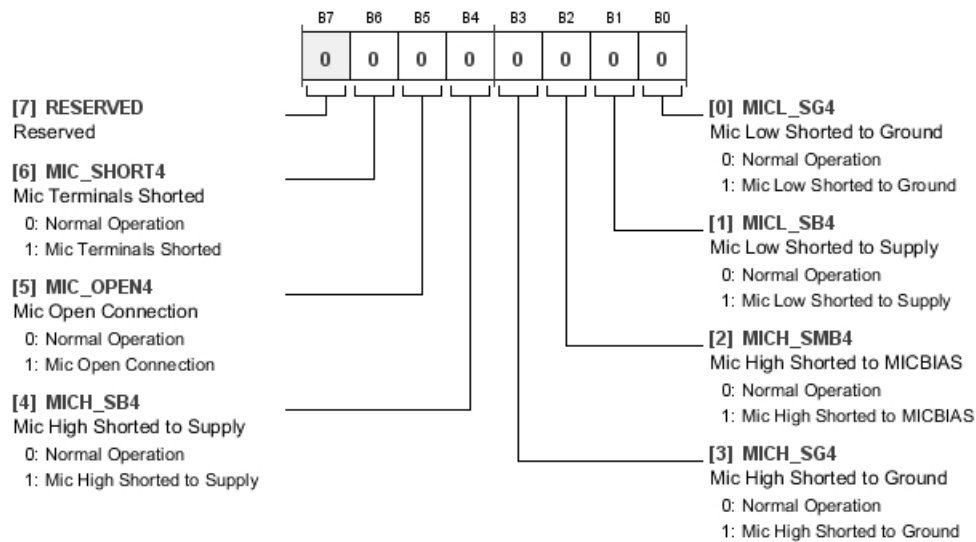 B7 B6 B5 B4 B3 B2 B1 B0
0 0 0 0 0 0 0 0
[7] RESERVED
Reserved
[6] MIC_SHORT4
Mic Terminals Shorted
0: Normal Operation
1: Mic Terminals Shorted
[5] MIC_OPEN4
Mic Open Connection
0: Normal Operation
1: Mic Open Connection
[4] MICH_SB4
Mic High Shorted to Supply
0: Normal Operation
1: Mic High Shorted to Supply
[0] MICL_SG4
Mic Low Shorted to Ground
0: Normal Operation
1: Mic Low Shorted to Ground
[1] MICL_SB4
Mic Low Shorted to Supply
0: Normal Operation
1: Mic Low Shorted to Supply
[2] MICH_SMB4
Mic High Shorted to MICBIAS
0: Normal Operation
1: Mic High Shorted to MICBIAS
[3] MICH_SG4
Mic High Shorted to Ground
0: Normal Operation
1: Mic High Shorted to Ground